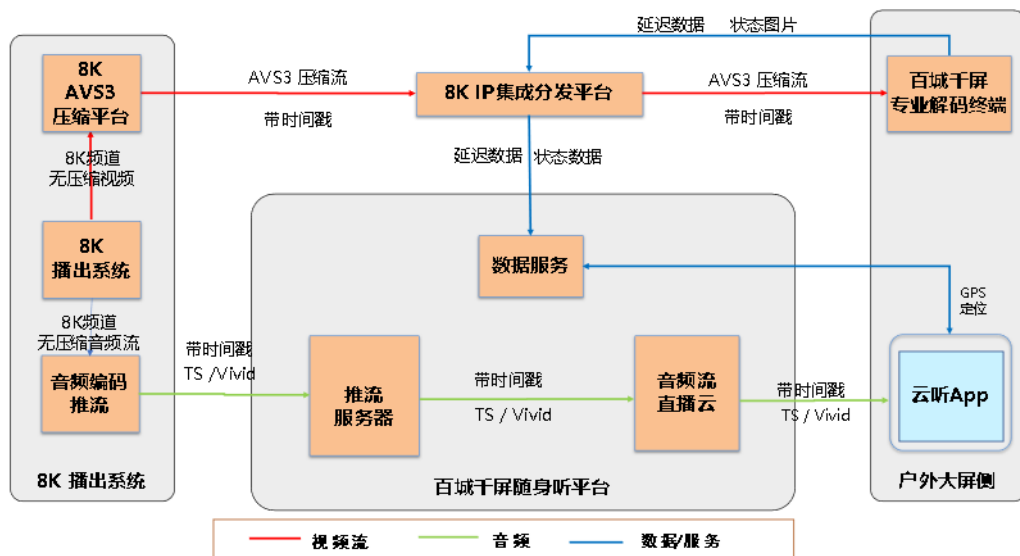 延迟数据 状态图片
8K
AVS3
压缩平台
AVS3 压缩流
带时间戳
8K IP集成分发平台
AVS3 压缩流
带时间戳
百城千屏
专业解码终端
8K频道
无压缩视频
延迟数据 状态数据
8K
播出系统
数据服务
GPS
定位
8K频道
无压缩音频流
音频编码
推流
带时间戳
TS /Vivid
推流
服务器
带时间戳
TS / Vivid
音频流
直播云
带时间戳
TS / Vivid
云听App
8K 播出系统
百城千屏随身听平台
户外大屏侧
视频流
音频
数据/服务